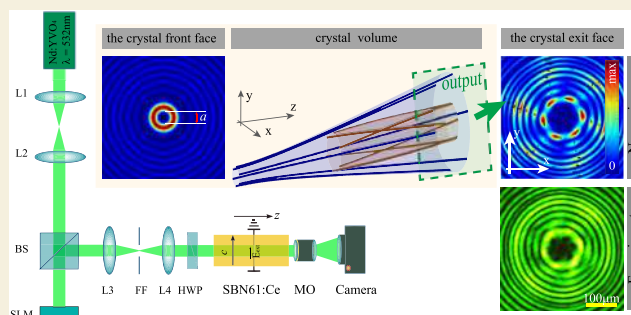 Nd:YVO₄
λ = 532nm
the crystal front face
crystal volume
the crystal exit face
L1
L2
a
y
z
x
output
max
0
y
x
BS
z
c
SBN61:Ce
L3
FF
L4
HWP
MO
Camera
100μm
SLM